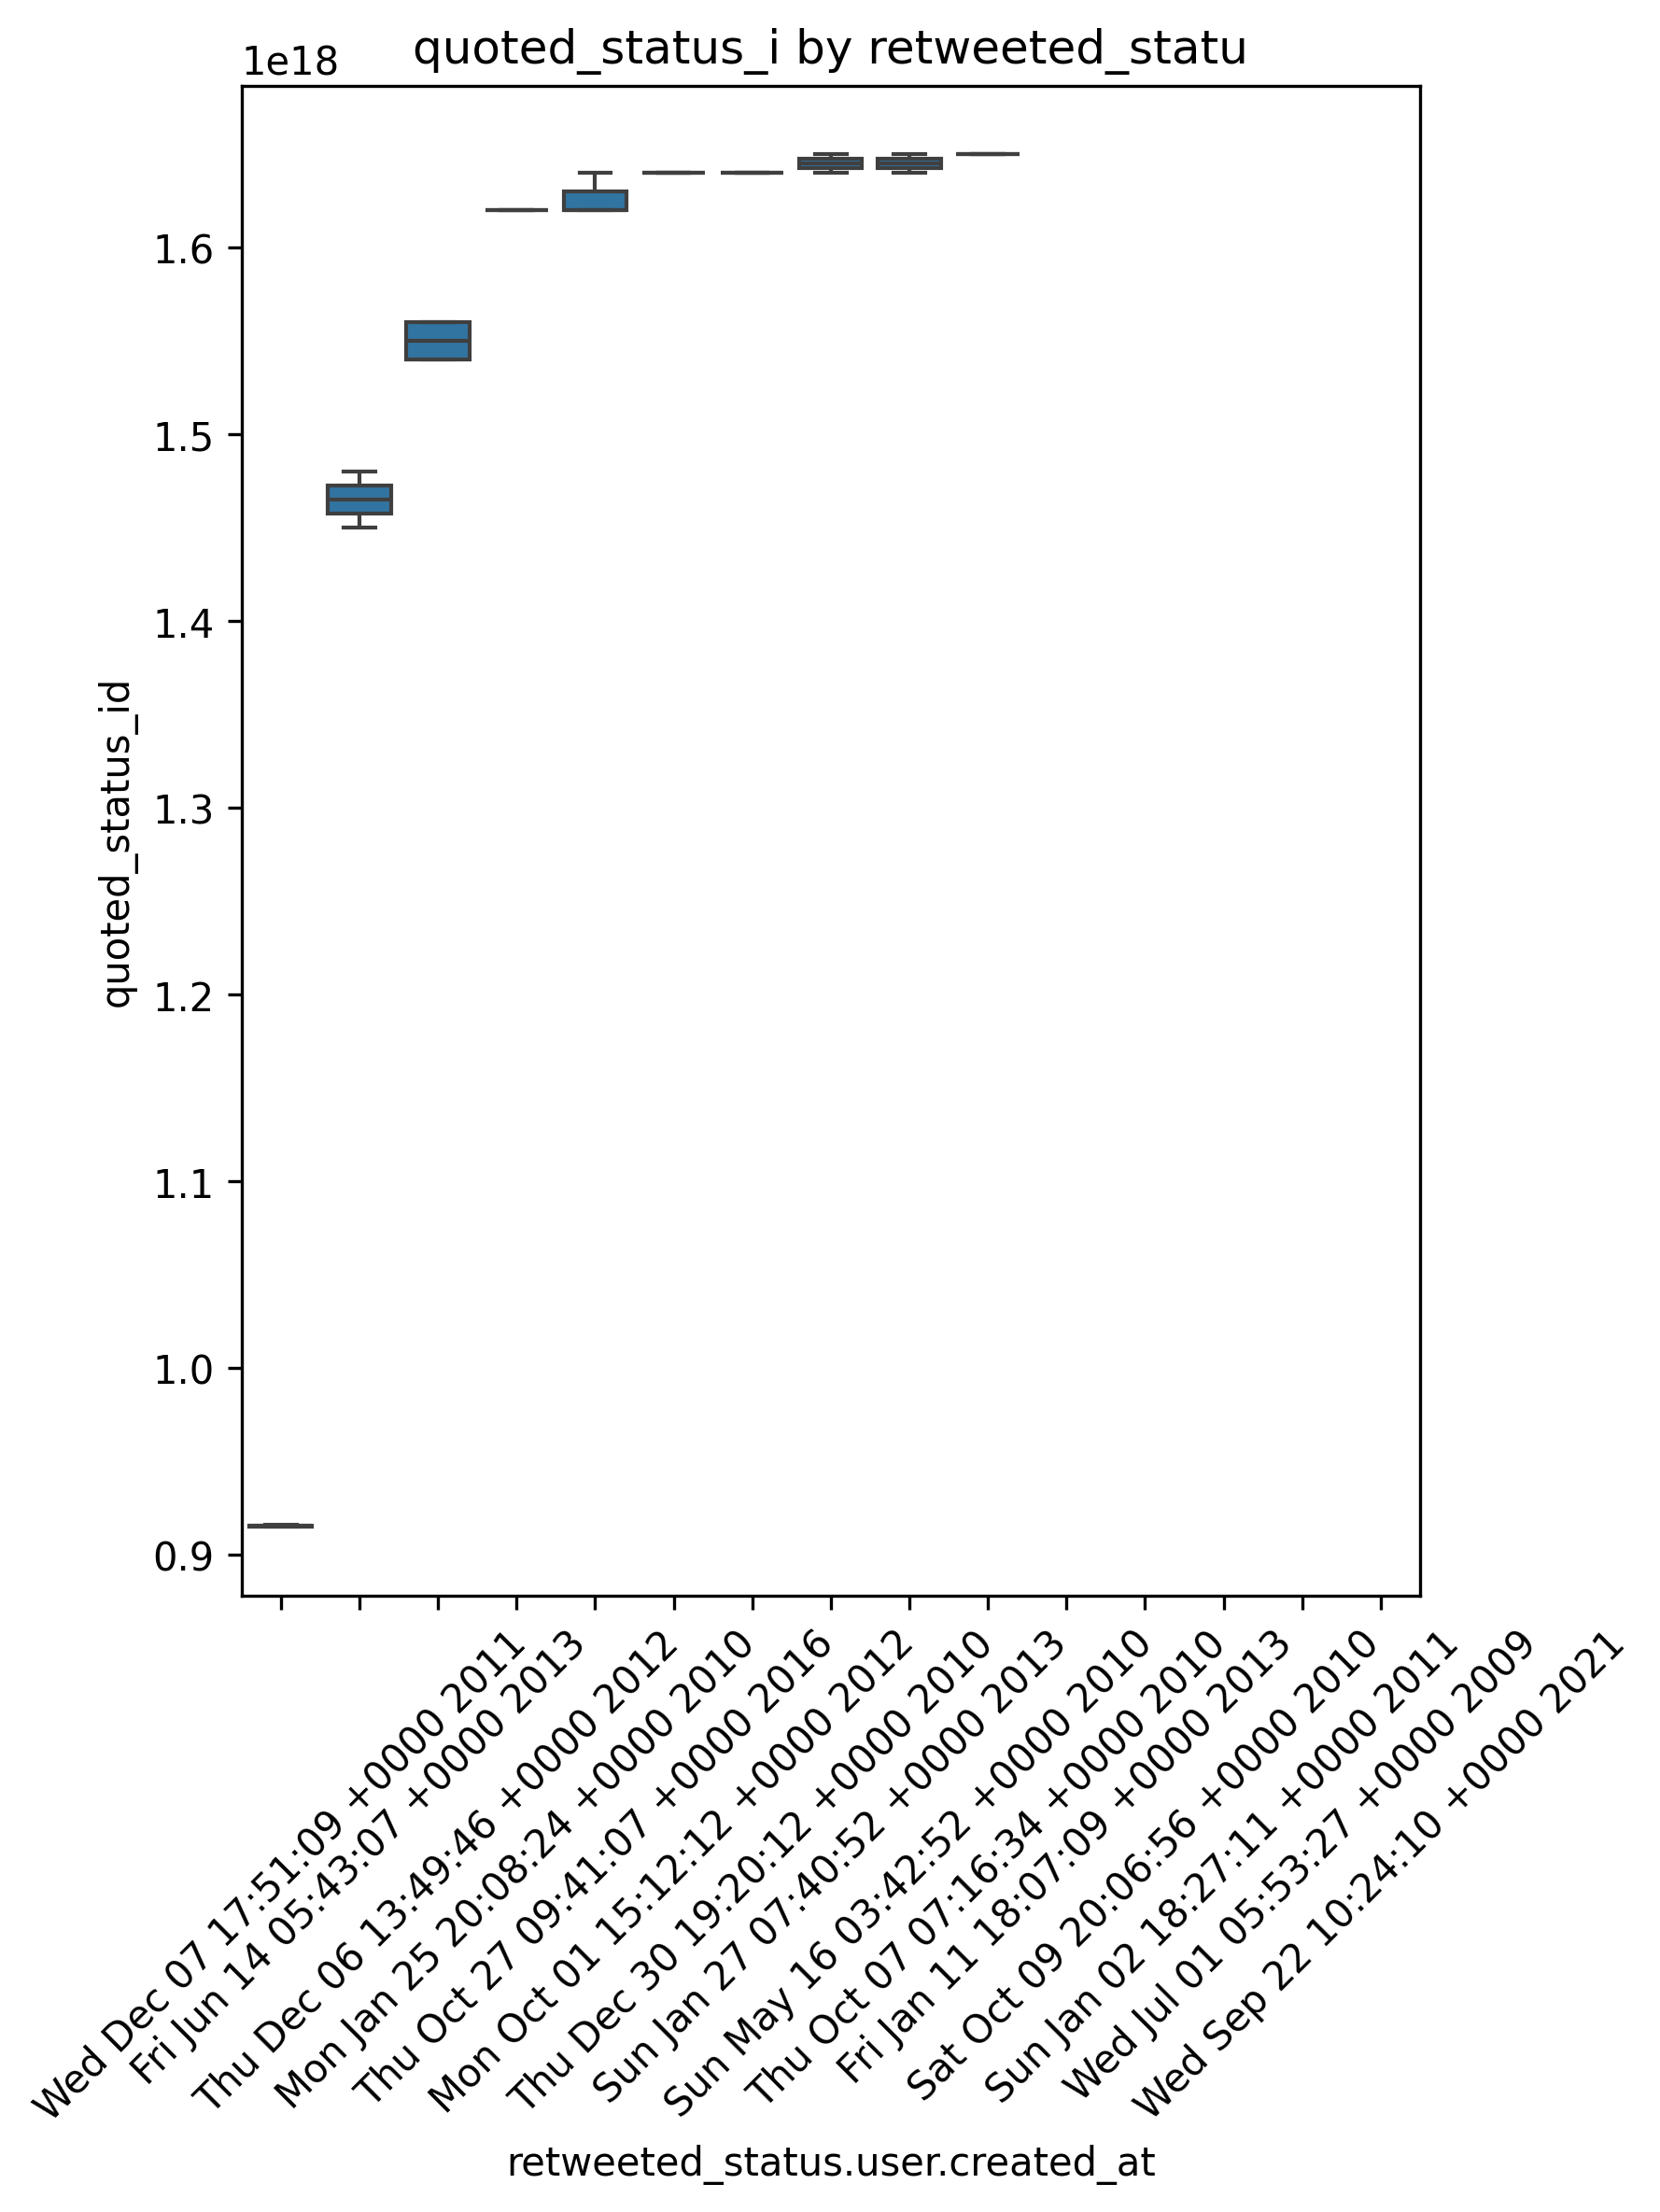 quoted_status_i by retweeted_statu
1e18
1.6
1.5
1.4
1.3
1.2
1.1
1.0
0.9
quoted_status_id
Wed Dec 07 17:51:09 +0000 2011
Fri Jun 14 05:43:07 +0000 2013
Thu Dec 06 13:49:46 +0000 2012
Mon Jan 25 20:08:24 +0000 2010
Thu Oct 27 09:41:07 +0000 2016
Mon Oct 01 15:12:12 +0000 2012
Thu Dec 30 19:20:12 +0000 2010
Sun Jan 27 07:40:52 +0000 2013
Sun May 16 03:42:52 +0000 2010
Thu Oct 07 07:16:34 +0000 2010
Fri Jan 11 18:07:09 +0000 2013
Sat Oct 09 20:06:56 +0000 2010
Sun Jan 02 18:27:11 +0000 2011
Wed Jul 01 05:53:27 +0000 2009
Wed Sep 22 10:24:10 +0000 2021
retweeted_status.user.created_at